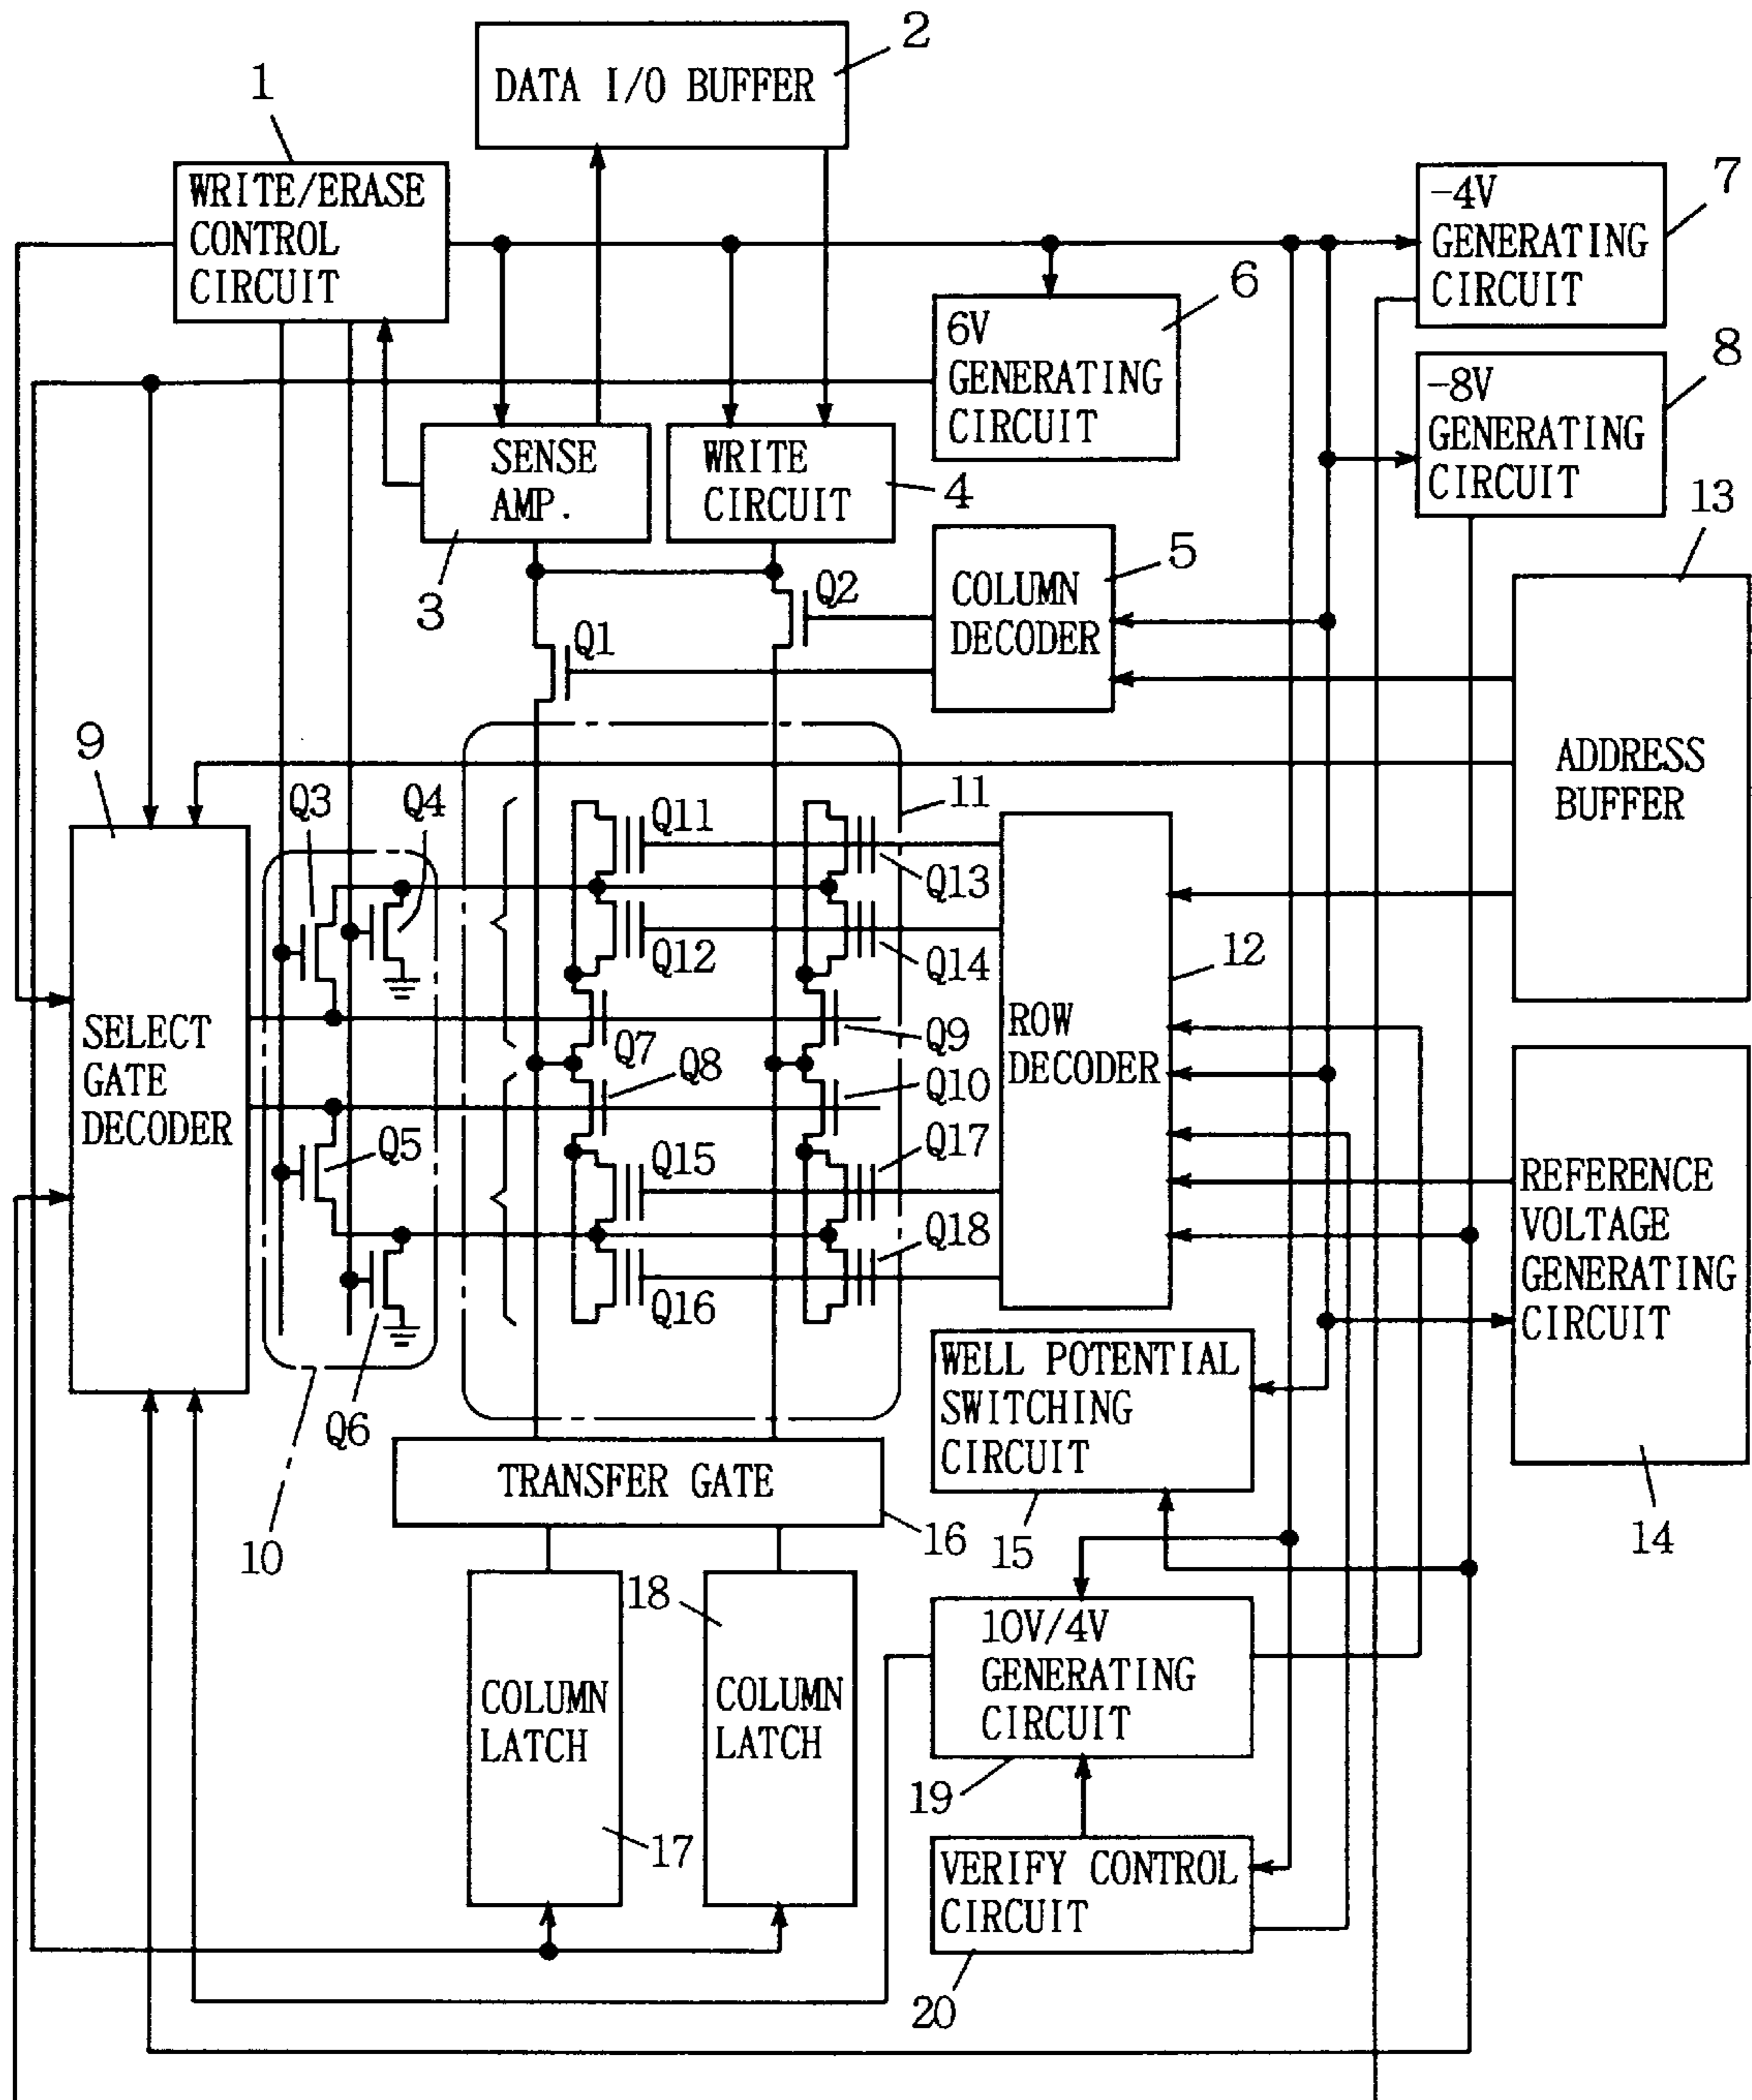 2
DATA I/O BUFFER
1
WRITE/ERASE
CONTROL
CIRCUIT
-4V
GENERATING
CIRCUIT
7
6V
GENERATING
CIRCUIT
6
-8V
GENERATING
CIRCUIT
8
SENSE
AMP.
3
WRITE
CIRCUIT
4
13
COLUMN
DECODER
5
Q2
Q1
ADDRESS
BUFFER
9
Q3
Q4
Q11
11
Q13
Q12
Q14
12
SELECT
GATE
DECODER
Q7
Q9
ROW
DECODER
Q8
Q10
Q5
Q15
Q17
REFERENCE
VOLTAGE
GENERATING
CIRCUIT
Q18
Q16
Q6
10
WELL POTENTIAL
SWITCHING
CIRCUIT
15
14
TRANSFER GATE
16
18
COLUMN
LATCH
17
COLUMN
LATCH
10V/4V
GENERATING
CIRCUIT
19
VERIFY CONTROL
CIRCUIT
20